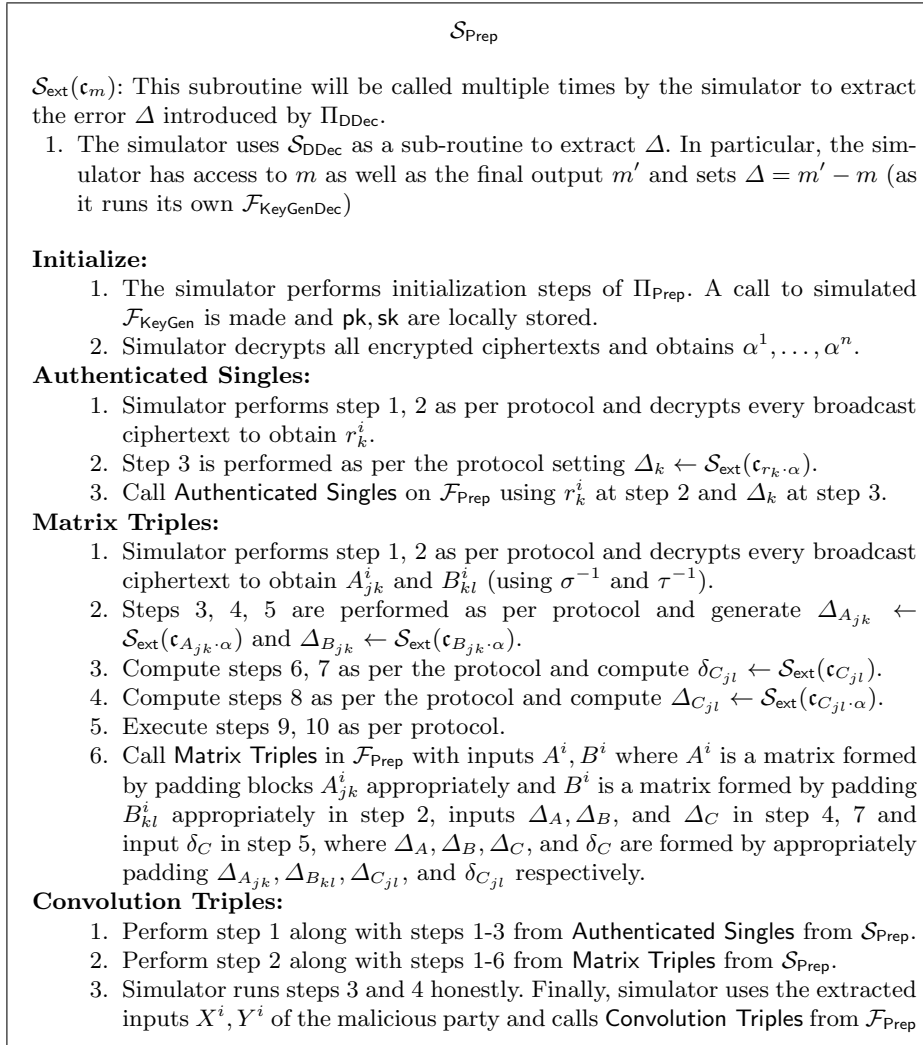 𝒮_Prep
𝒮_ext(𝔠_m): This subroutine will be called multiple times by the simulator to extract
the error Δ introduced by Π_DDec.
1. The simulator uses 𝒮_DDec as a sub-routine to extract Δ. In particular, the sim-
ulator has access to m as well as the final output m′ and sets Δ = m′ − m (as
it runs its own ℱ_KeyGenDec)
Initialize:
1. The simulator performs initialization steps of Π_Prep. A call to simulated
ℱ_KeyGen is made and pk, sk are locally stored.
2. Simulator decrypts all encrypted ciphertexts and obtains α^1, . . . , α^n.
Authenticated Singles:
1. Simulator performs step 1, 2 as per protocol and decrypts every broadcast
ciphertext to obtain r_k^i.
2. Step 3 is performed as per the protocol setting Δ_k ← 𝒮_ext(𝔠_{r_k·α}).
3. Call Authenticated Singles on ℱ_Prep using r_k^i at step 2 and Δ_k at step 3.
Matrix Triples:
1. Simulator performs step 1, 2 as per protocol and decrypts every broadcast
ciphertext to obtain A_{jk}^i and B_{kl}^i (using σ^{−1} and τ^{−1}).
2. Steps 3, 4, 5 are performed as per protocol and generate Δ_{A_{jk}} ←
𝒮_ext(𝔠_{A_{jk}·α}) and Δ_{B_{jk}} ← 𝒮_ext(𝔠_{B_{jk}·α}).
3. Compute steps 6, 7 as per the protocol and compute δ_{C_{jl}} ← 𝒮_ext(𝔠_{C_{jl}}).
4. Compute steps 8 as per the protocol and compute Δ_{C_{jl}} ← 𝒮_ext(𝔠_{C_{jl}·α}).
5. Execute steps 9, 10 as per protocol.
6. Call Matrix Triples in ℱ_Prep with inputs A^i, B^i where A^i is a matrix formed
by padding blocks A_{jk}^i appropriately and B^i is a matrix formed by padding
B_{kl}^i appropriately in step 2, inputs Δ_A, Δ_B, and Δ_C in step 4, 7 and
input δ_C in step 5, where Δ_A, Δ_B, Δ_C, and δ_C are formed by appropriately
padding Δ_{A_{jk}}, Δ_{B_{kl}}, Δ_{C_{jl}}, and δ_{C_{jl}} respectively.
Convolution Triples:
1. Perform step 1 along with steps 1-3 from Authenticated Singles from 𝒮_Prep.
2. Perform step 2 along with steps 1-6 from Matrix Triples from 𝒮_Prep.
3. Simulator runs steps 3 and 4 honestly. Finally, simulator uses the extracted
inputs X^i, Y^i of the malicious party and calls Convolution Triples from ℱ_Prep